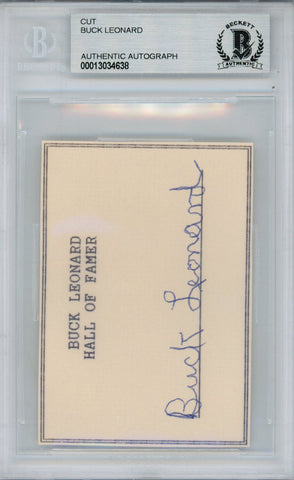 CUT
BUCK LEONARD
AUTHENTIC AUTOGRAPH
00013034638
BECKETT
AUTHENTIC
BUCK LEONARD
HALL OF FAMER
Buck Leonard